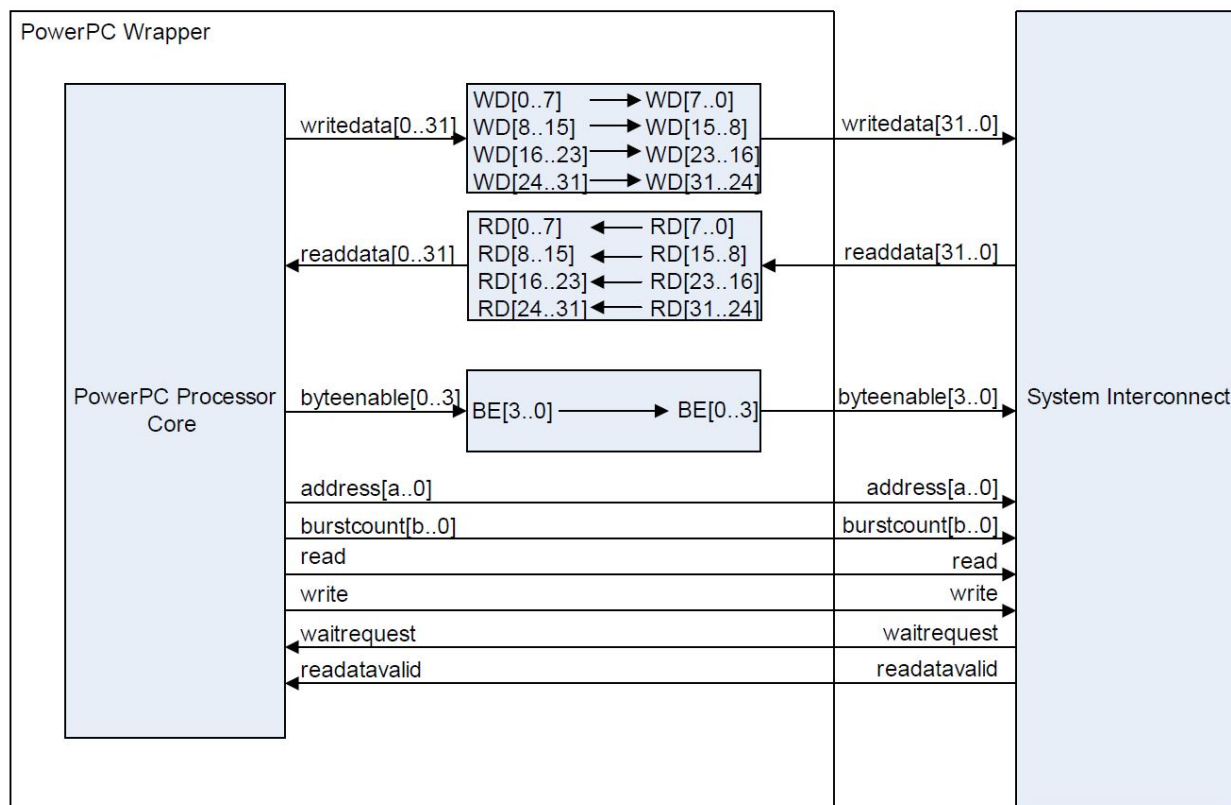 PowerPC Wrapper
WD[0..7] WD[7..0]
writedata[0..31] WD[8..15] WD[15..8] writedata[31..0]
WD[16..23] WD[23..16]
WD[24..31] WD[31..24]
RD[0..7] RD[7..0]
readdata[0..31] RD[8..15] RD[15..8] readdata[31..0]
RD[16..23] RD[23..16]
RD[24..31] RD[31..24]
PowerPC Processor
Core
byteenable[0..3] BE[3..0] BE[0..3] byteenable[3..0]
System Interconnect
address[a..0] address[a..0]
burstcount[b..0] burstcount[b..0]
read read
write write
waitrequest waitrequest
readatavalid readatavalid